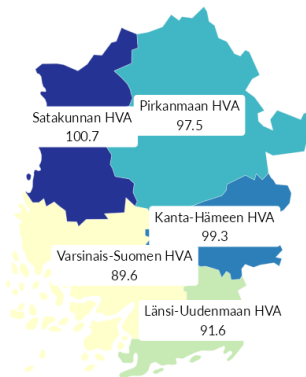 Pirkanmaan HVA
97.5
Satakunnan HVA
100.7
Kanta-Hämeen HVA
99.3
Varsinais-Suomen HVA
89.6
Länsi-Uudenmaan HVA
91.6